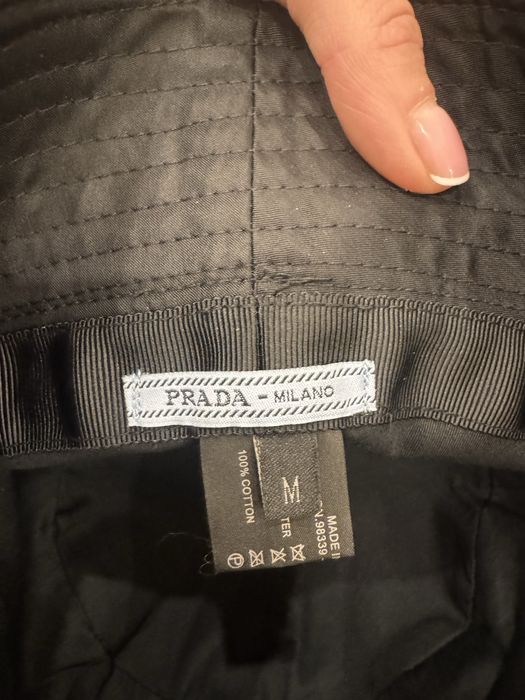 PRADA - MILANO
M
100% COTTON
TER
MADE I
N.98339
P